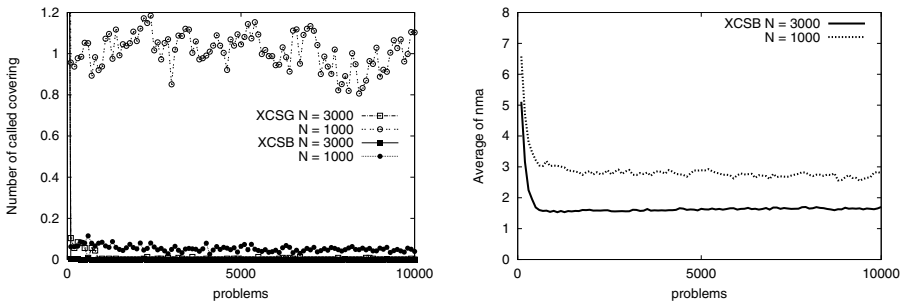 Number of called covering
1.2
1
0.8
0.6
0.4
0.2
0
0
5000
10000
problems
XCSG N = 3000
N = 1000
XCSB N = 3000
N = 1000
Average of nma
8
7
6
5
4
3
2
1
0
0
5000
10000
problems
XCSB N = 3000
N = 1000